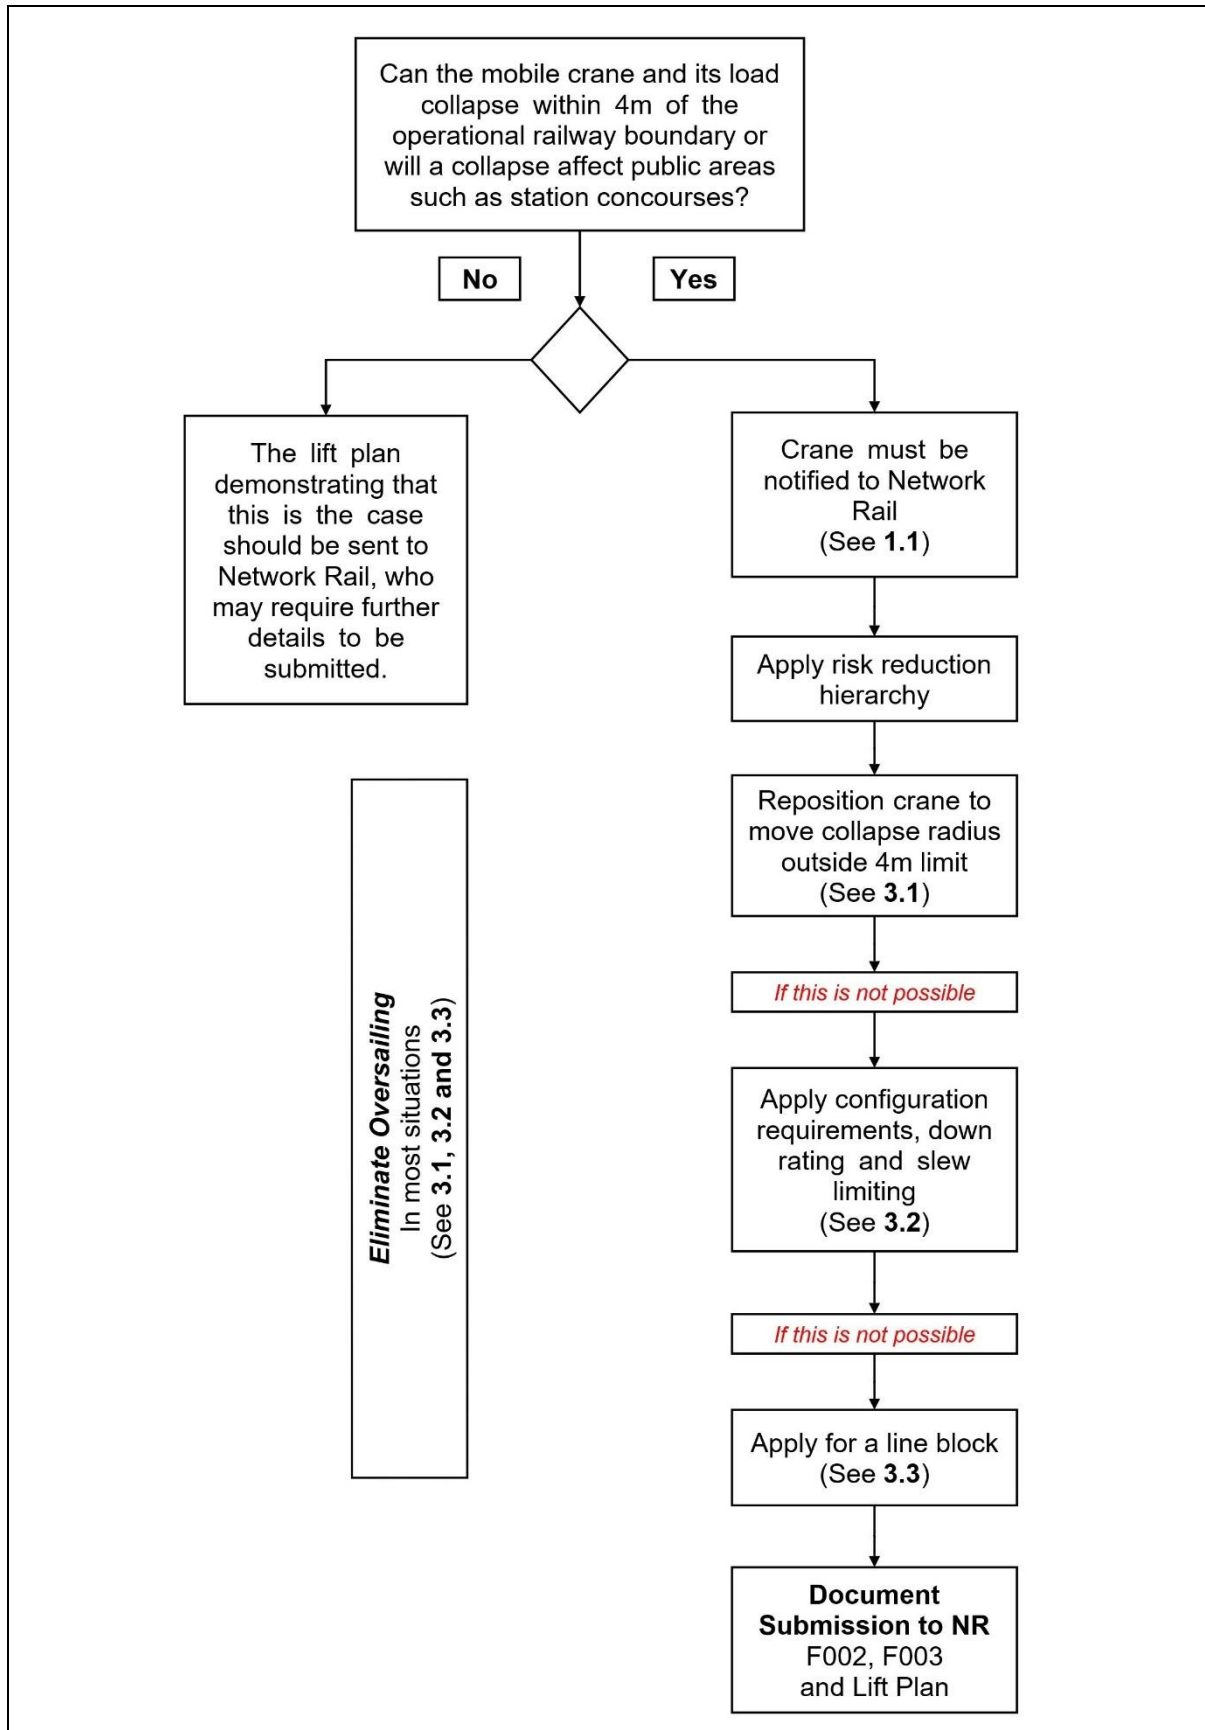 Can the mobile crane and its load
collapse within 4m of the
operational railway boundary or
will a collapse affect public areas
such as station concourses?
No
Yes
The lift plan
demonstrating that
this is the case
should be sent to
Network Rail, who
may require further
details to be
submitted.
Crane must be
notified to Network
Rail
(See 1.1)
Apply risk reduction
hierarchy
Reposition crane to
move collapse radius
outside 4m limit
(See 3.1)
If this is not possible
Eliminate Oversailing
In most situations
(See 3.1, 3.2 and 3.3)
Apply configuration
requirements, down
rating and slew
limiting
(See 3.2)
If this is not possible
Apply for a line block
(See 3.3)
Document
Submission to NR
F002, F003
and Lift Plan